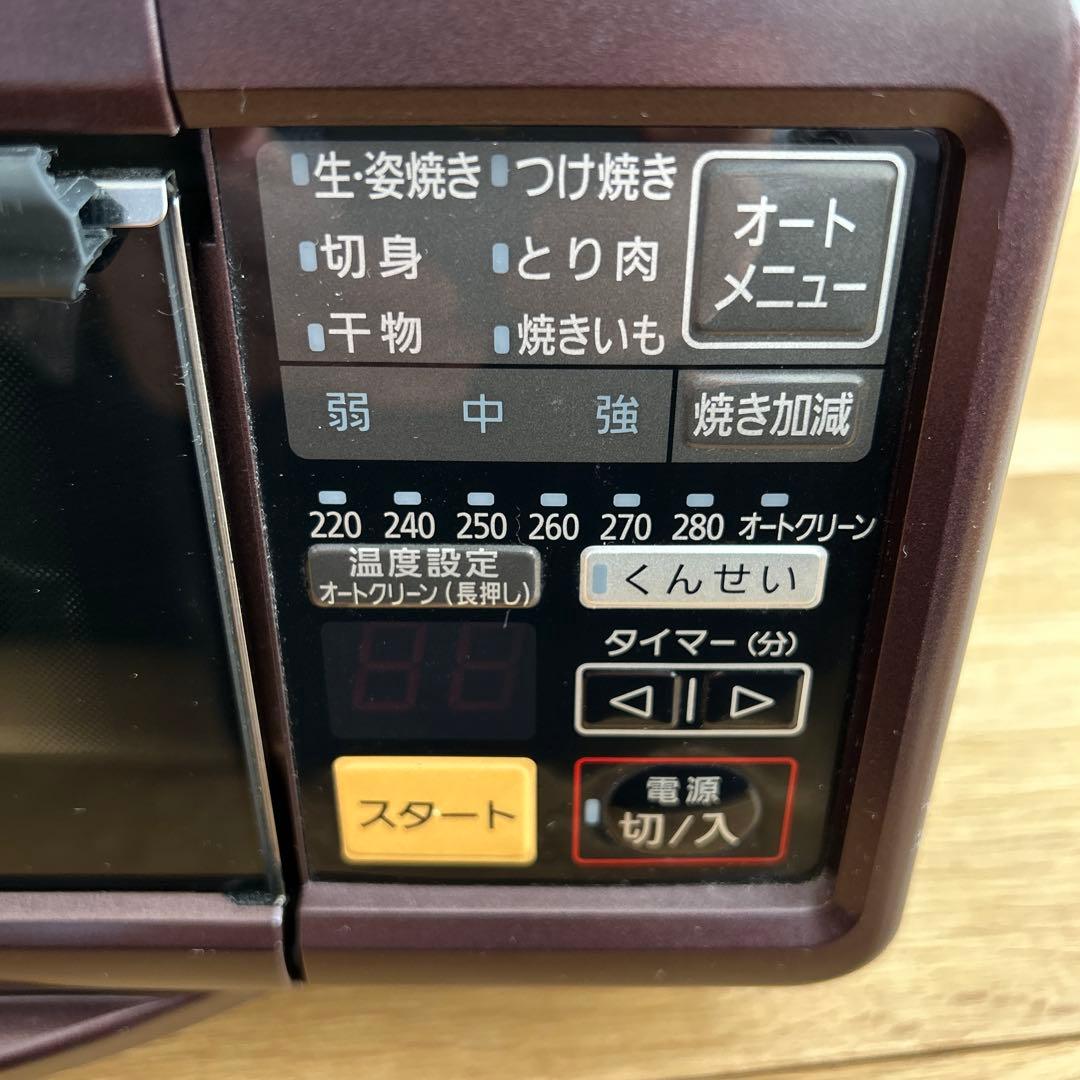 生・姿焼き つけ焼き
切身 とり肉
干物 焼きいも
オート
メニュー
弱 中 強
焼き加減
220 240 250 260 270 280 オートクリーン
温度設定
オートクリーン(長押し)
くんせい
タイマー(分)
スタート
電源
切/入